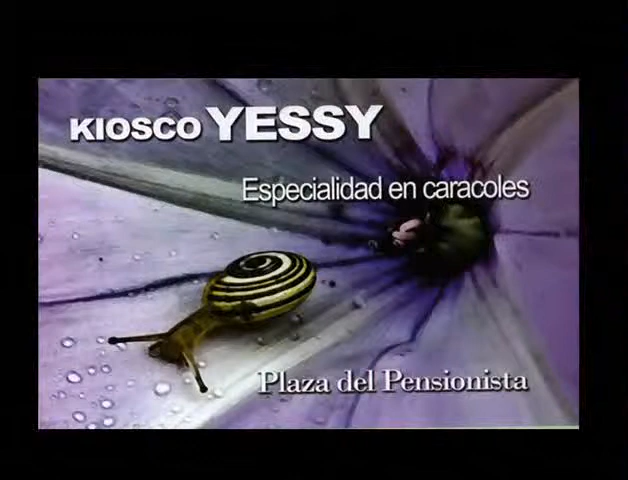 KIOSCO YESSY
Especialidad en caracoles
Plaza del Pensionista